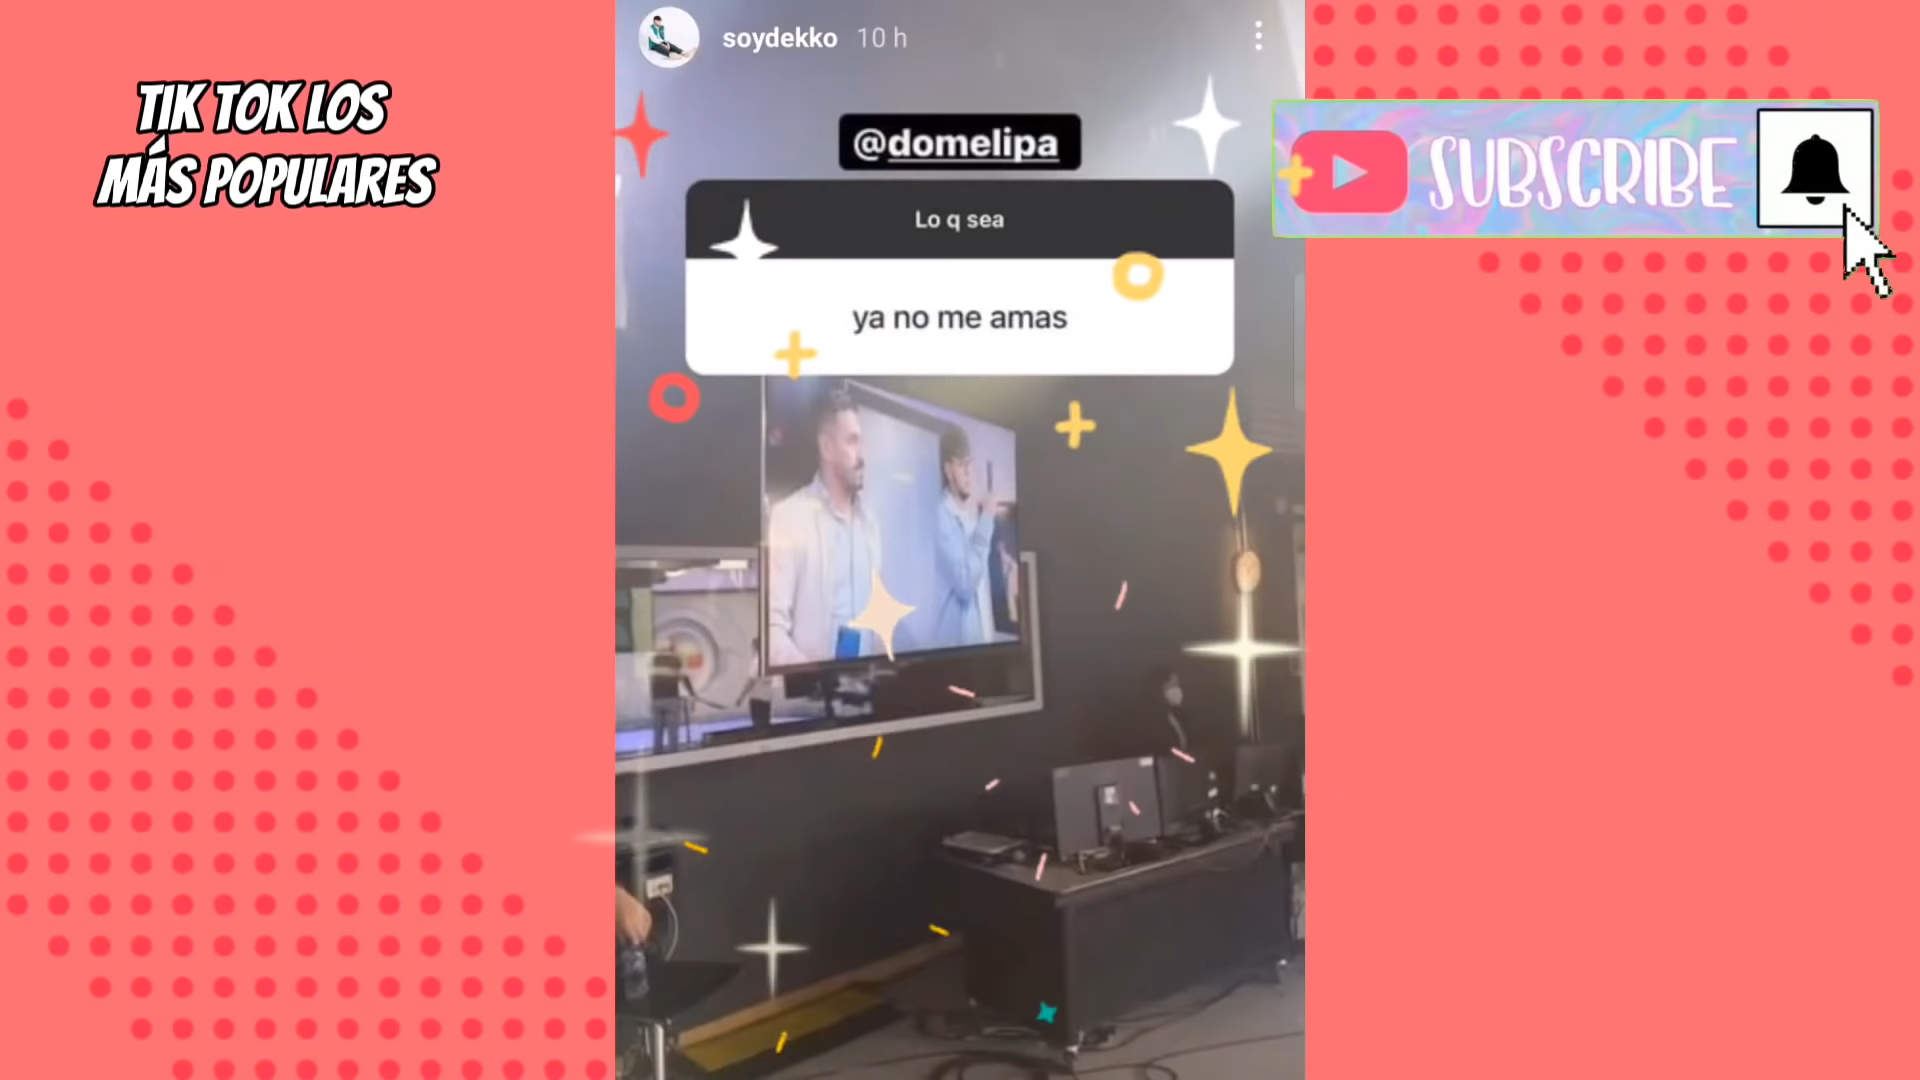 TIK TOK LOS
MÁS POPULARES
soydekko 10 h
@domelipa
Lo q sea
ya no me amas
SUBSCRIBE